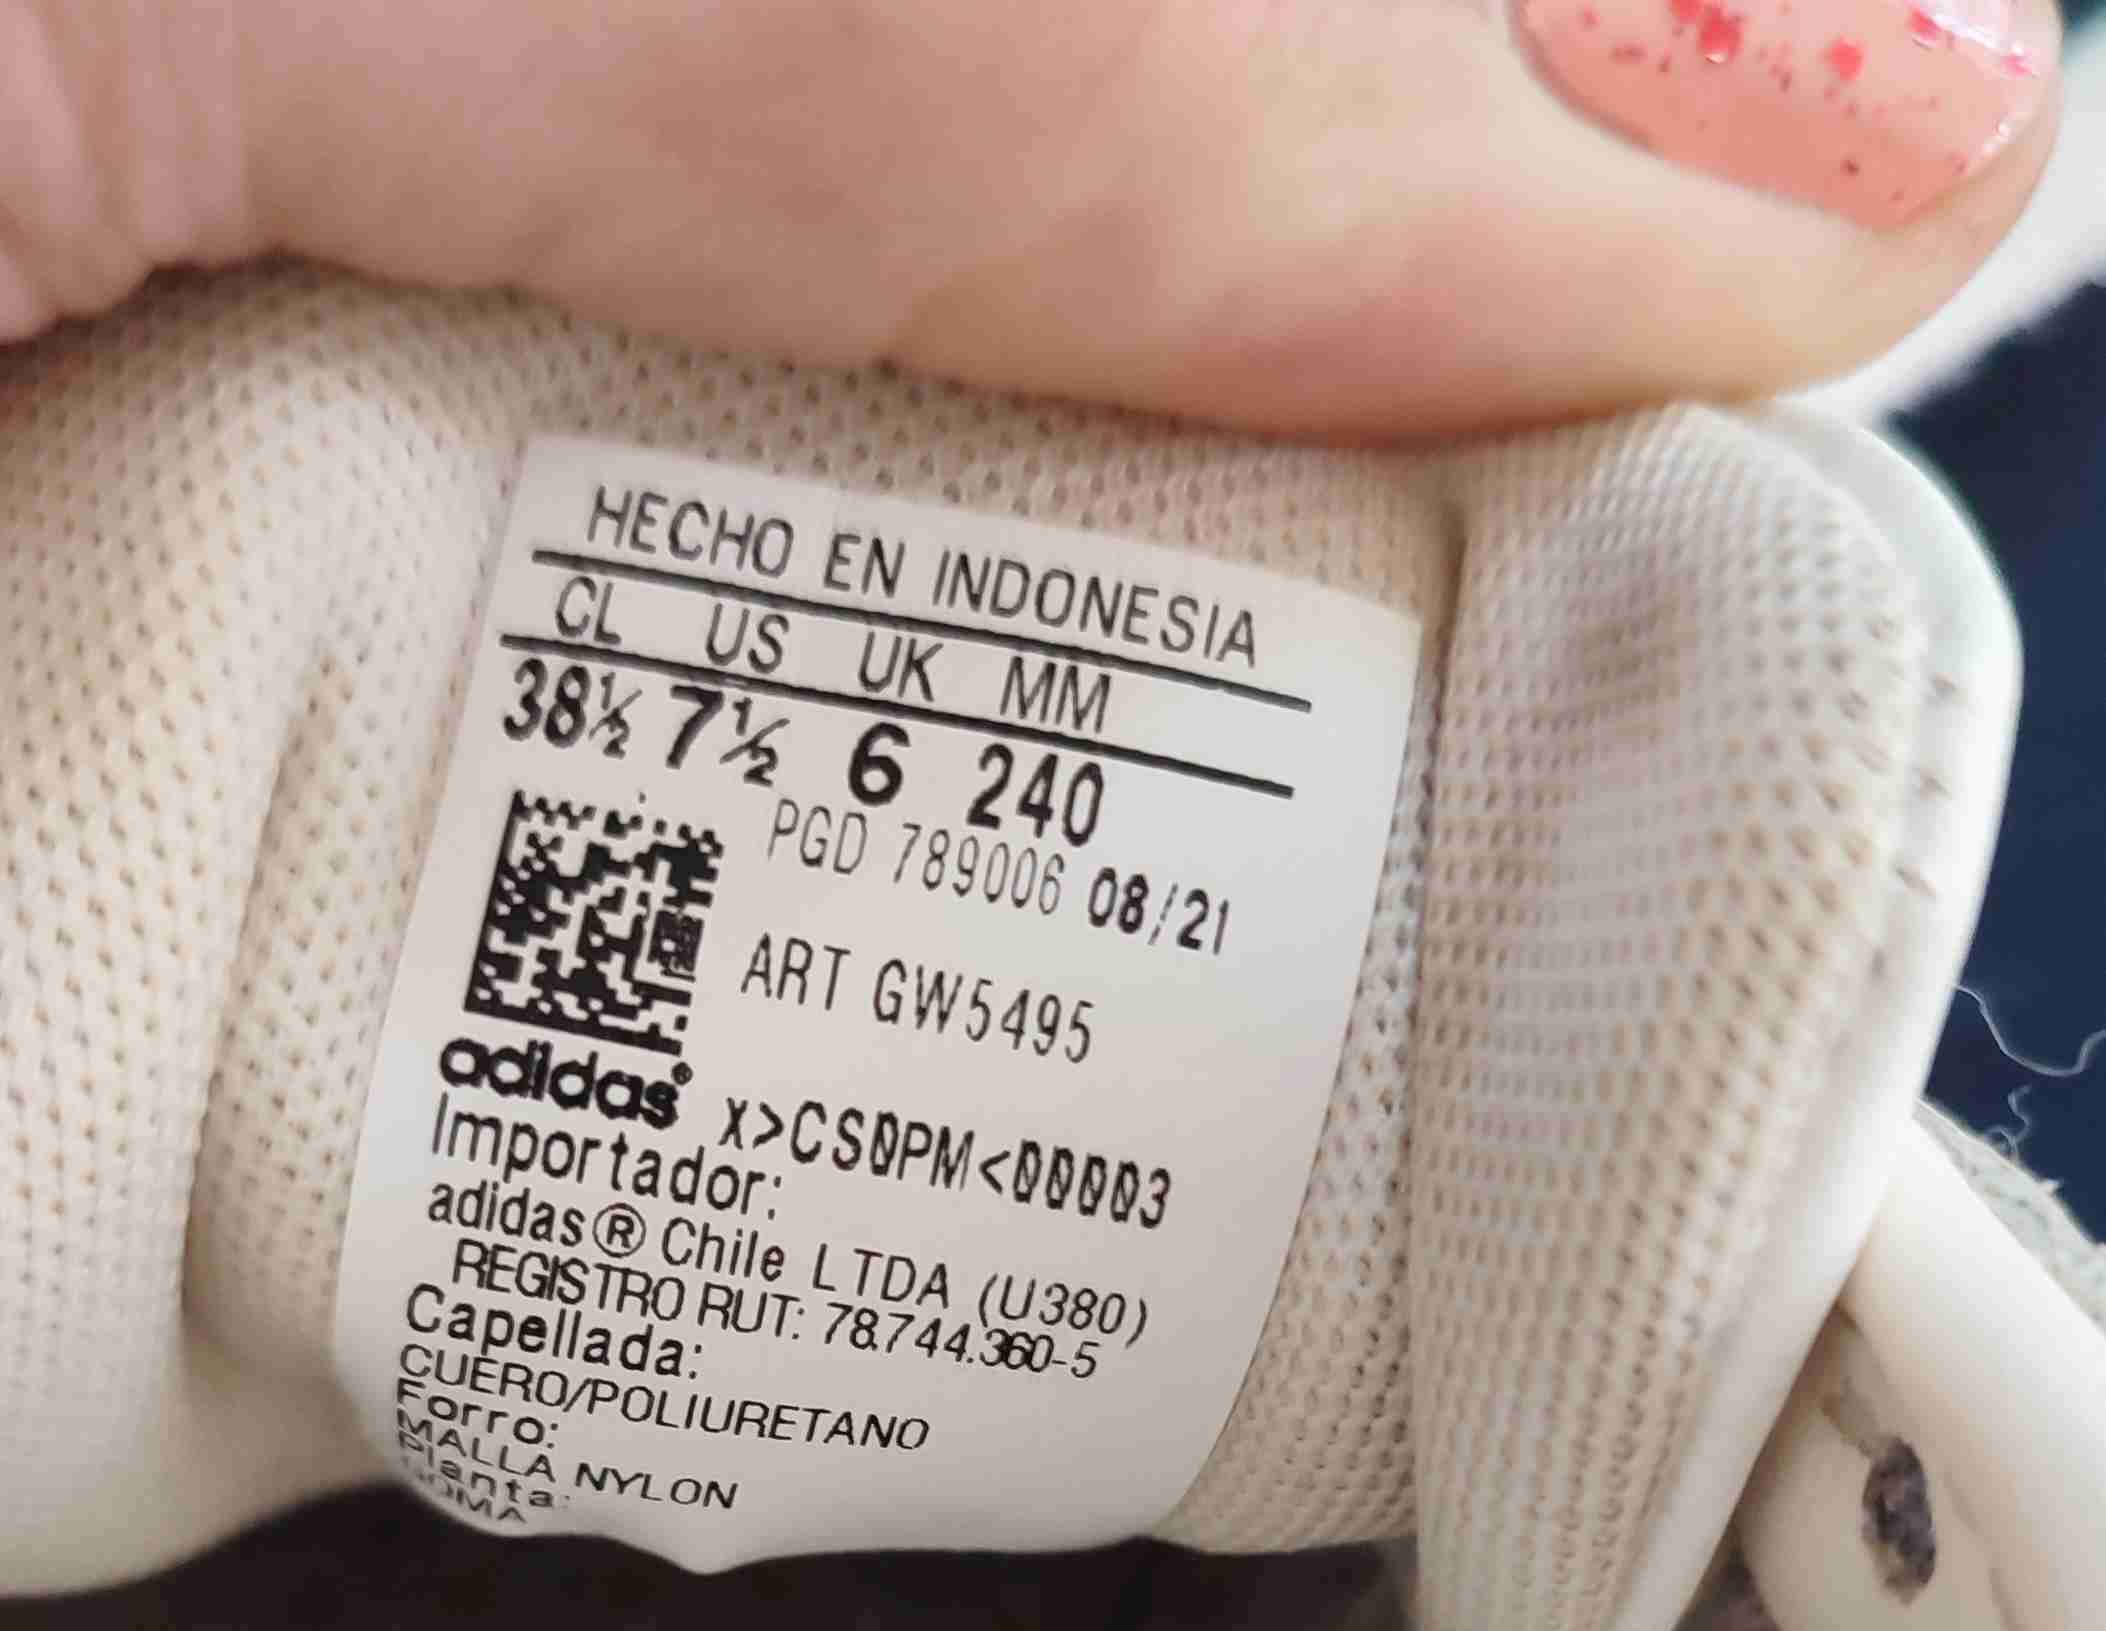 HECHO EN INDONESIA
CL US UK MM
38½ 7½ 6 240
PGD 789006 08/21
ART GW5495
adidas®
x>CS0PM<00003
Importador:
adidas® Chile LTDA (U380)
REGISTRO RUT: 78.744.360-5
Capellada:
CUERO/POLIURETANO
Forro:
MALLA NYLON
Planta:
GOMA